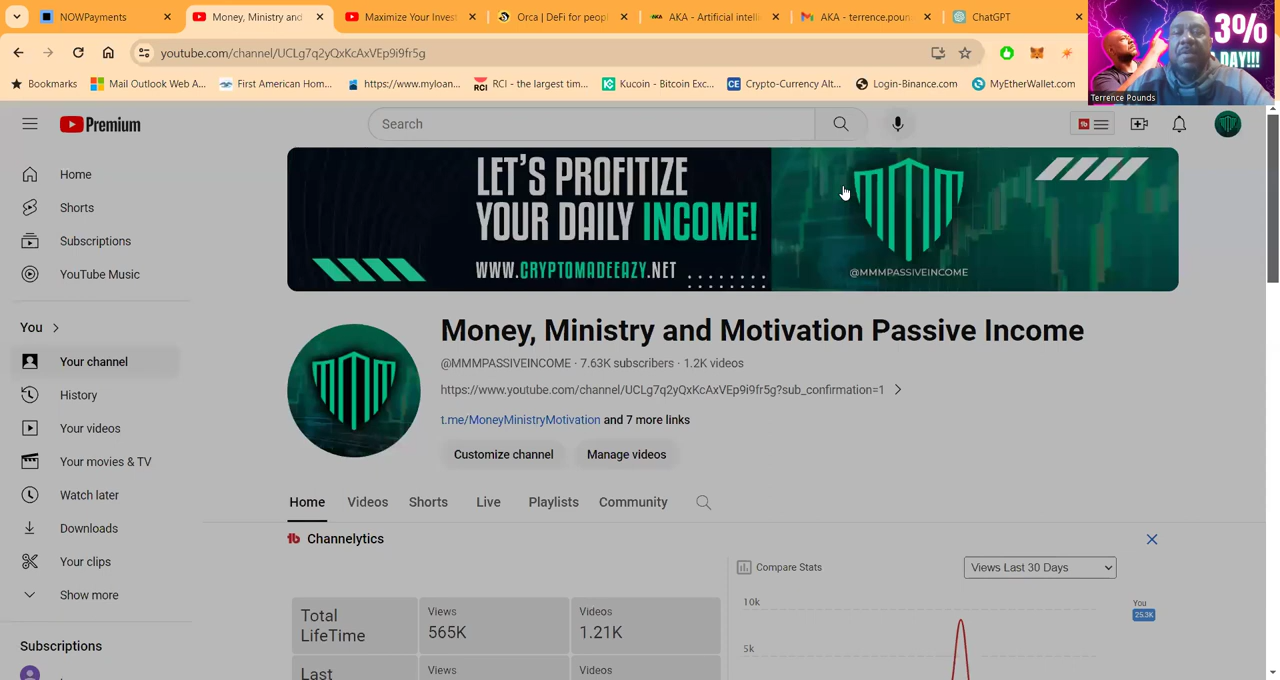 NOWPayments
Money, Ministry and
Maximize Your Invest
Orca | DeFi for peopl
AKA - Artificial intelli
AKA - terrence.poun
ChatGPT
youtube.com/channel/UCLg7q2yQxKcAxVEp9i9fr5g
3%
DAY!!!
Terrence Pounds
Bookmarks
Mail Outlook Web A...
First American Hom...
https://www.myloan...
RCI - the largest tim...
Kucoin - Bitcoin Exc...
Crypto-Currency Alt...
Login-Binance.com
MyEtherWallet.com
Premium
Search
Home
Shorts
Subscriptions
YouTube Music
You
Your channel
History
Your videos
Your movies & TV
Watch later
Downloads
Your clips
Show more
Subscriptions
LET'S PROFITIZE
YOUR DAILY INCOME!
WWW.CRYPTOMADEEAZY.NET
@MMMPASSIVEINCOME
Money, Ministry and Motivation Passive Income
@MMMPASSIVEINCOME · 7.63K subscribers · 1.2K videos
https://www.youtube.com/channel/UCLg7q2yQxKcAxVEp9i9fr5g?sub_confirmation=1
t.me/MoneyMinistryMotivation and 7 more links
Customize channel
Manage videos
Home
Videos
Shorts
Live
Playlists
Community
tb Channelytics
Compare Stats
Views Last 30 Days
Total
LifeTime
Views
565K
Videos
1.21K
Last
Views
Videos
10k
5k
You
25.3K